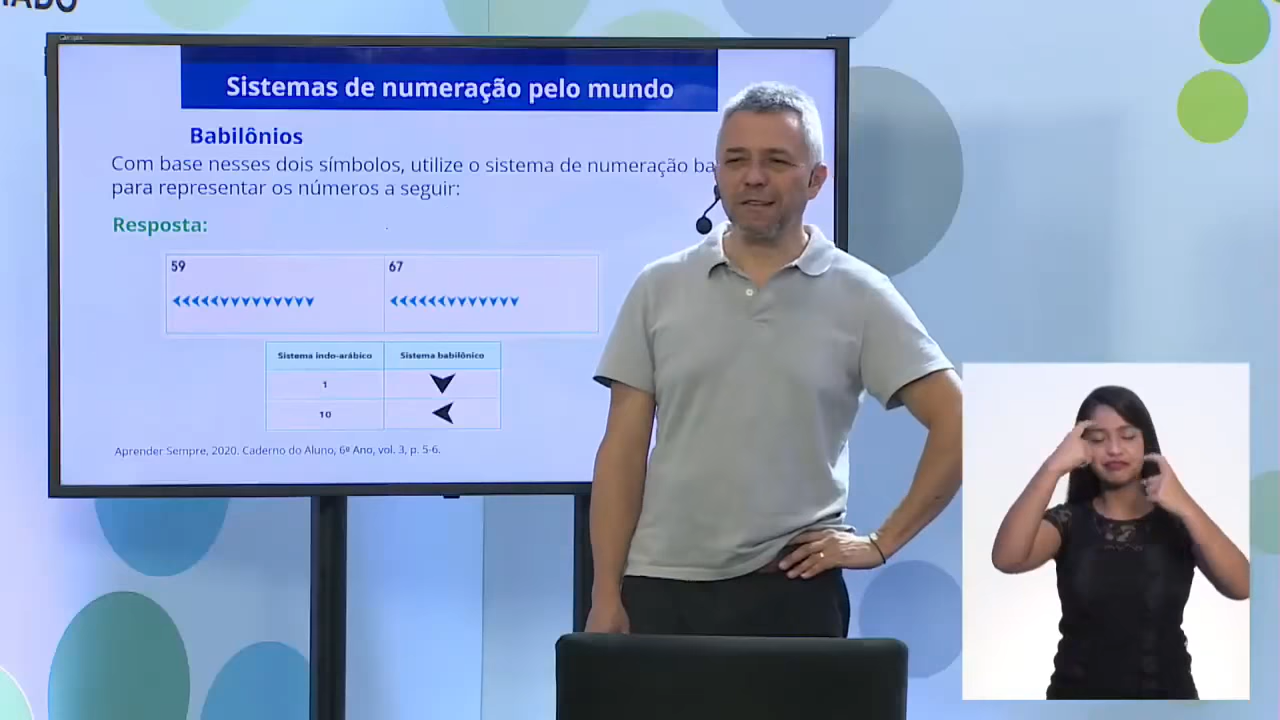 Sistemas de numeração pelo mundo
Babilônios
Com base nesses dois símbolos, utilize o sistema de numeração ba
para representar os números a seguir:
Resposta:
59
67
Sistema indo-arábico
Sistema babilônico
1
10
Aprender Sempre, 2020. Caderno do Aluno, 6º Ano, vol. 3, p. 5-6.